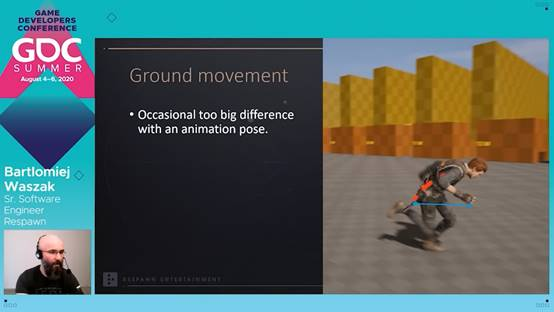 GAME
DEVELOPERS
CONFERENCE
GDC
SUMMER
August 4-6, 2020
Bartlomiej
Waszak
Sr. Software
Engineer
Respawn
Ground movement
• Occasional too big difference
with an animation pose.
RESPAWN ENTERTAINMENT